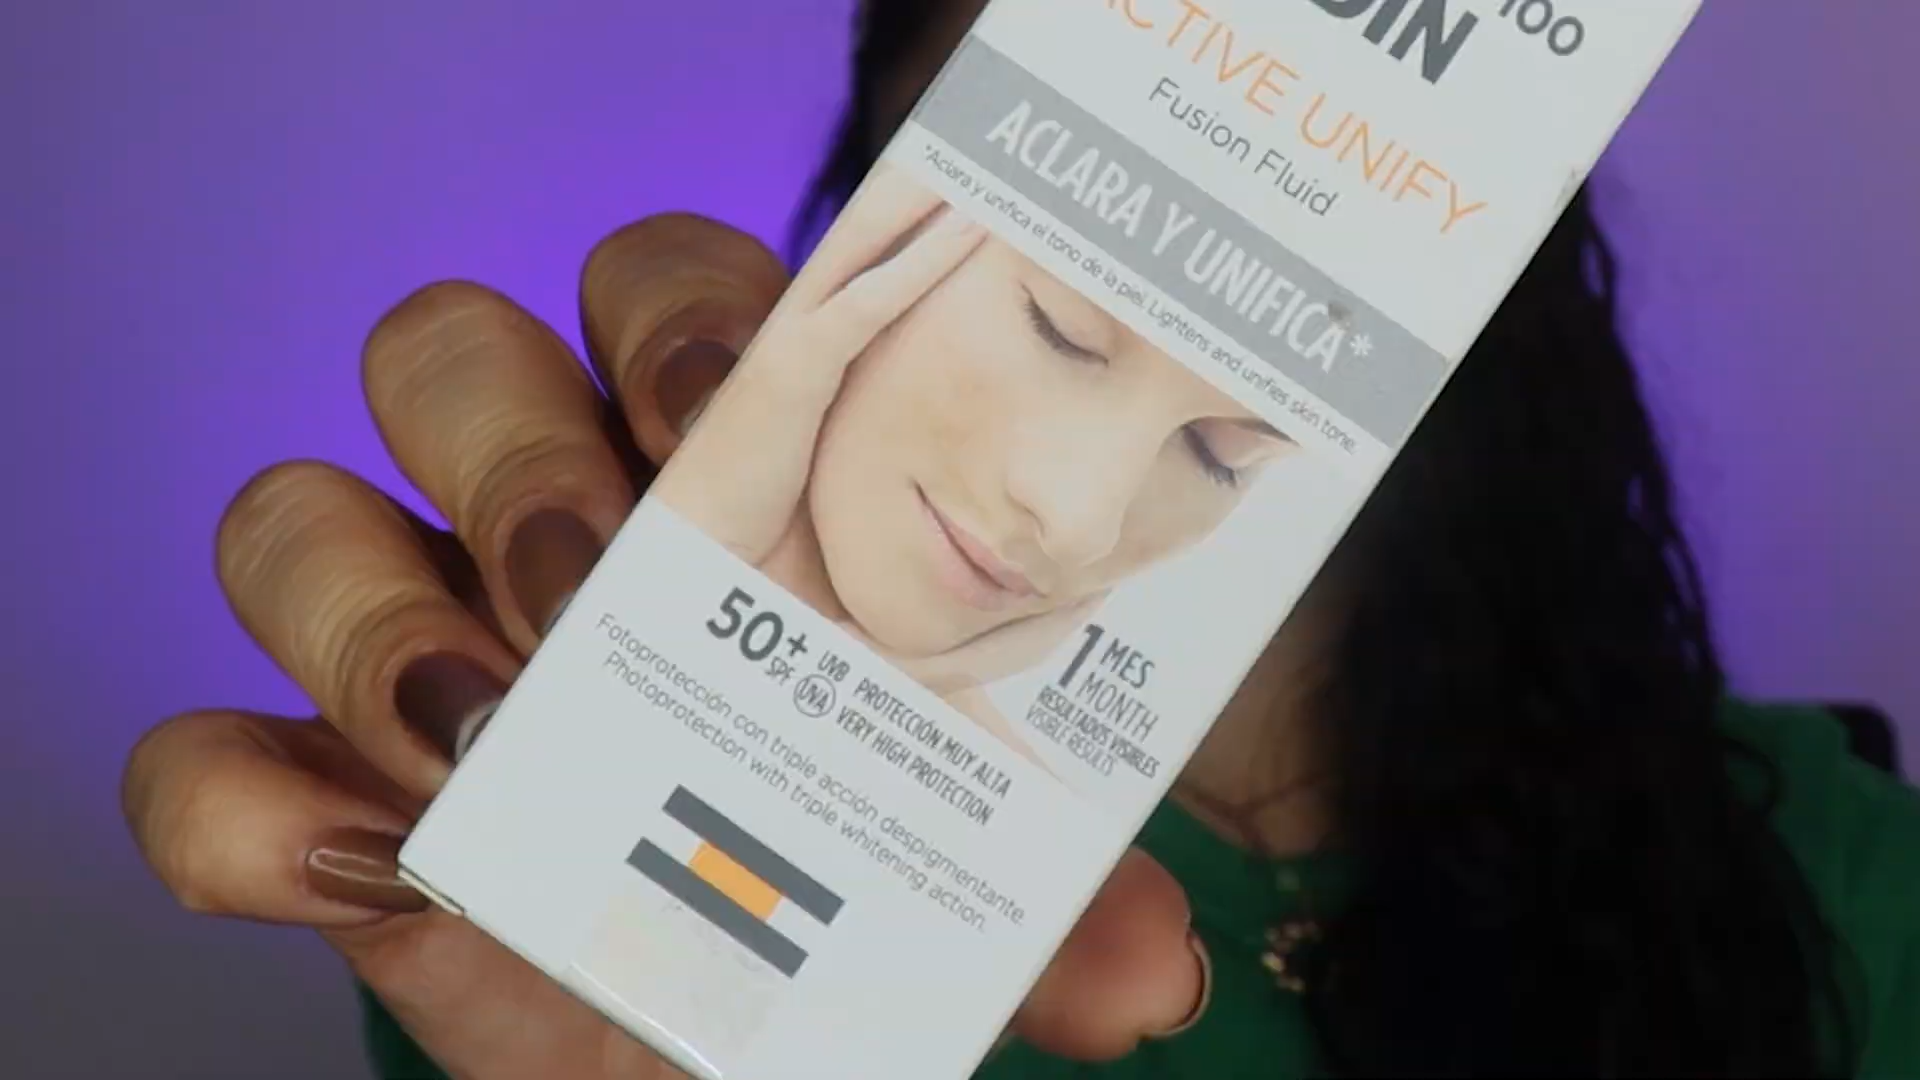 100
ACTIVE UNIFY
Fusion Fluid
ACLARA Y UNIFICA*
*Aclara y unifica el tono de la piel. Lightens and unifies skin tone.
1 MES
MONTH
RESULTADOS VISIBLES
VISIBLE RESULTS
50+
SPF
UVB
UVA
PROTECCIÓN MUY ALTA
VERY HIGH PROTECTION
Fotoprotección con triple acción despigmentante.
Photoprotection with triple whitening action.